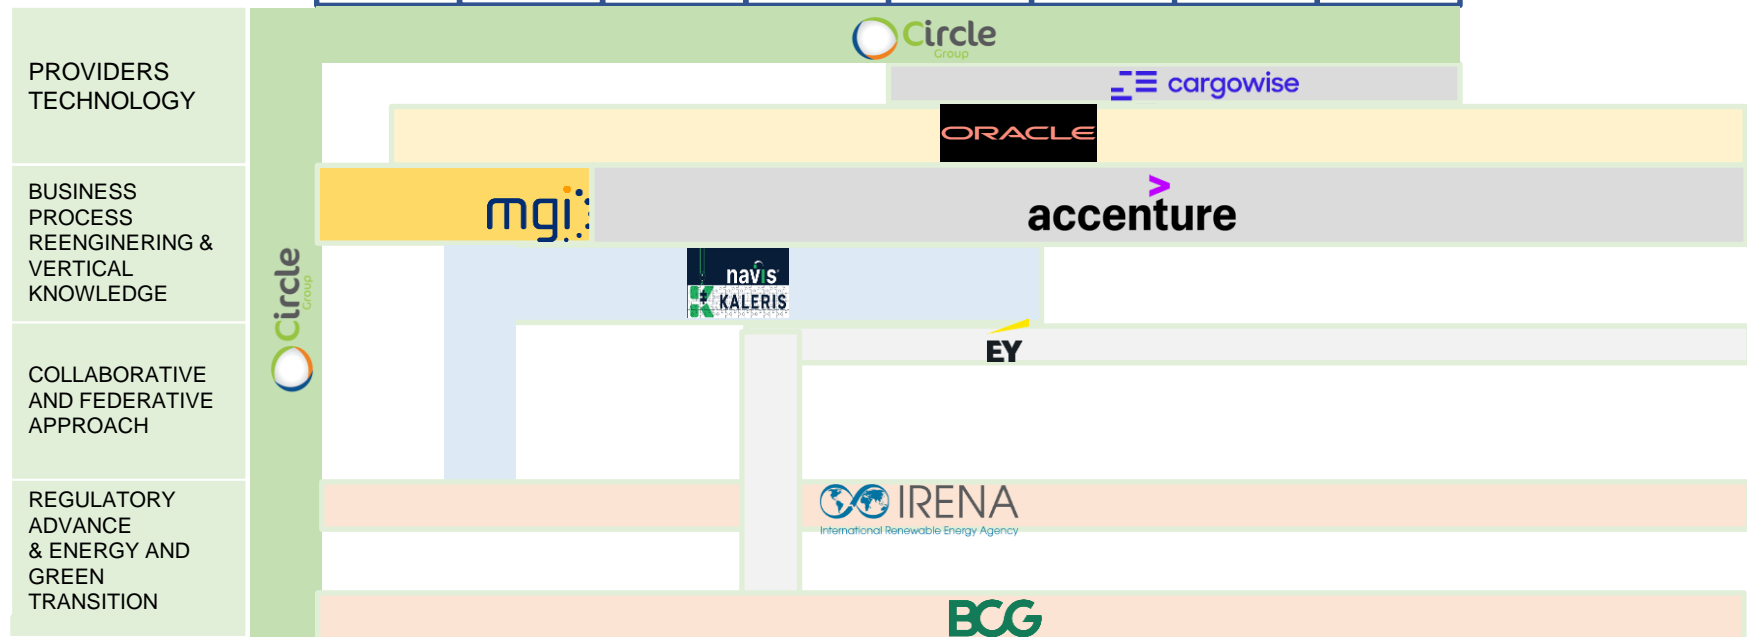 Circle
Group
PROVIDERS
TECHNOLOGY
cargowise
ORACLE
BUSINESS
PROCESS
REENGINERING &
VERTICAL
KNOWLEDGE
mgi
accenture
navis
KALERIS
Circle
Group
EY
COLLABORATIVE
AND FEDERATIVE
APPROACH
REGULATORY
ADVANCE
& ENERGY AND
GREEN
TRANSITION
IRENA
International Renewable Energy Agency
BCG